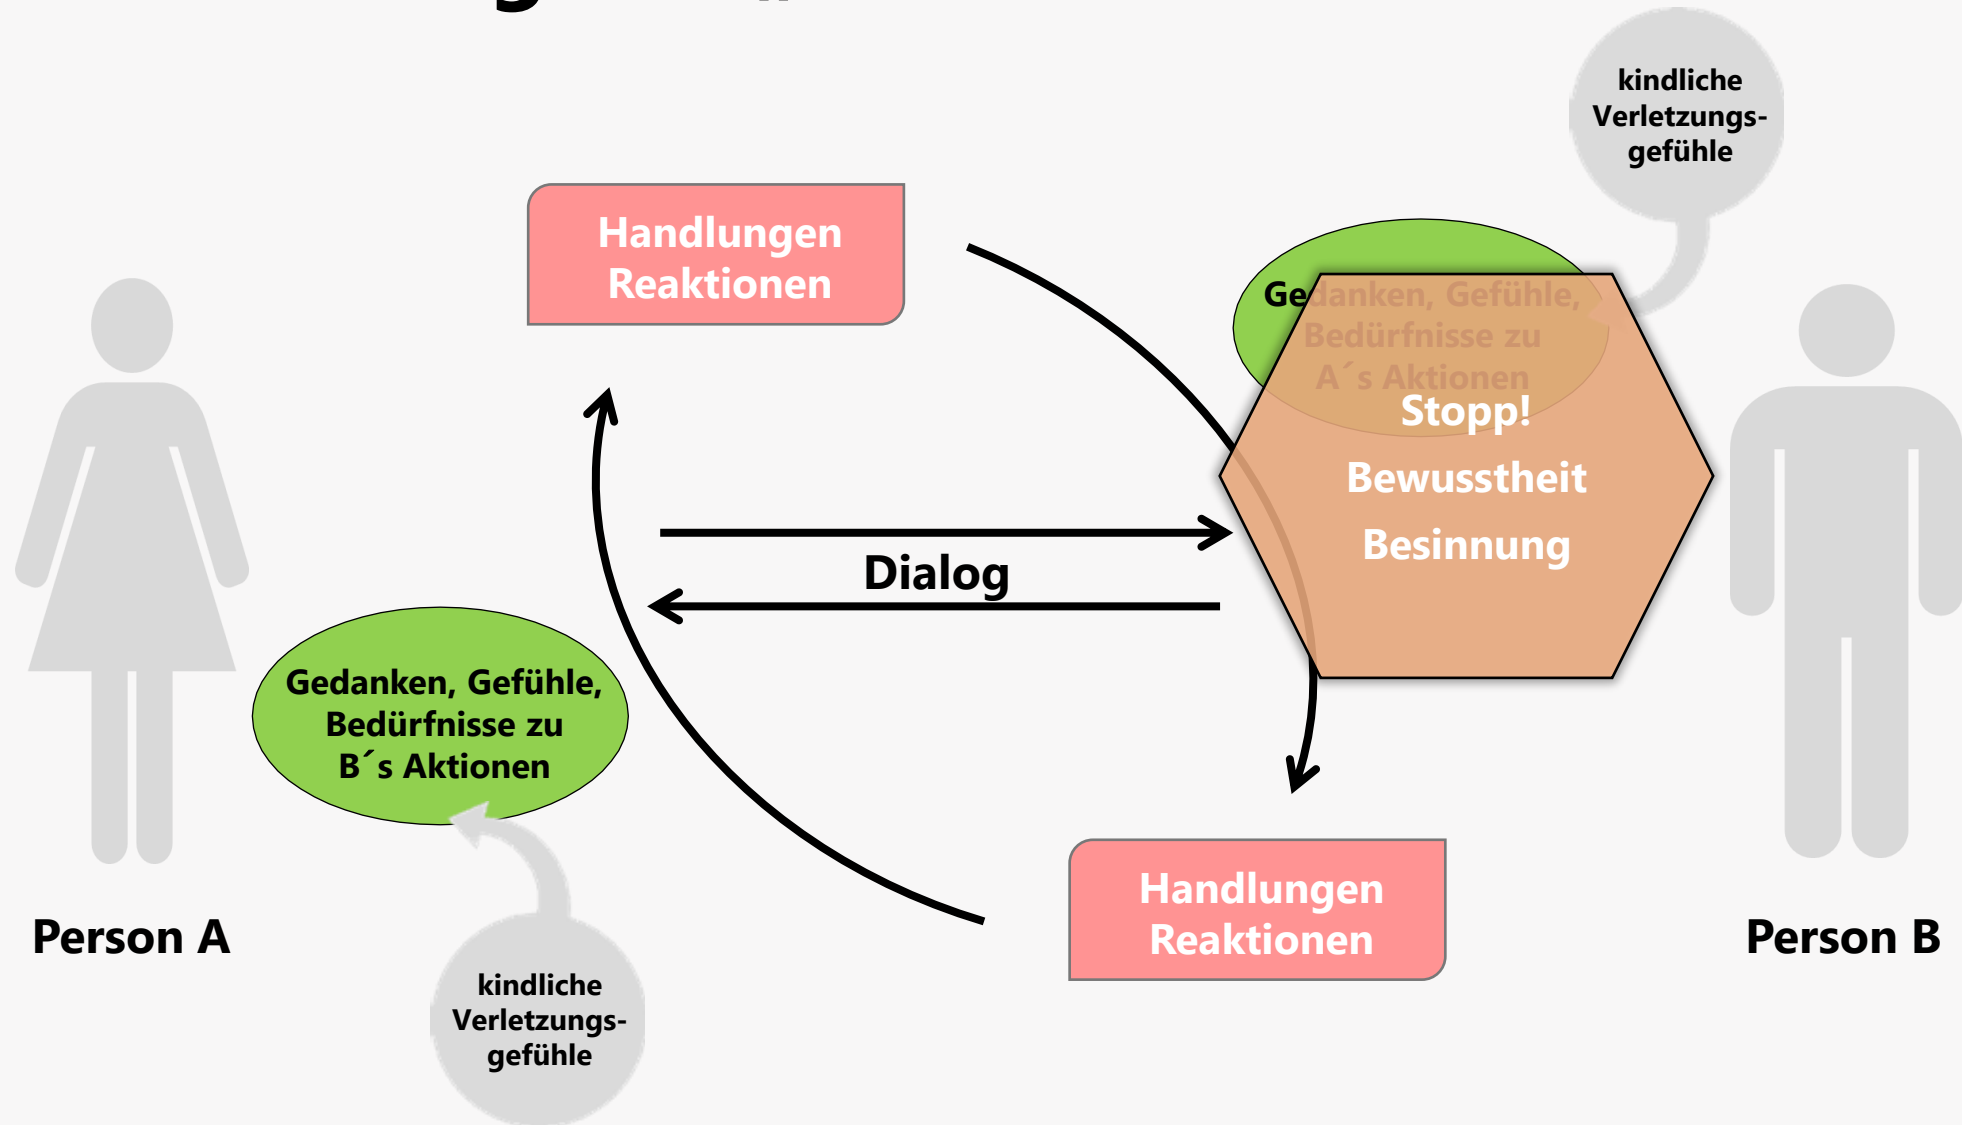 kindliche
Verletzungs-
gefühle
Handlungen
Reaktionen
Gedanken, Gefühle,
Bedürfnisse zu
A´s Aktionen
Stopp!
Bewusstheit
Besinnung
Dialog
Gedanken, Gefühle,
Bedürfnisse zu
B´s Aktionen
Handlungen
Reaktionen
Person A
Person B
kindliche
Verletzungs-
gefühle